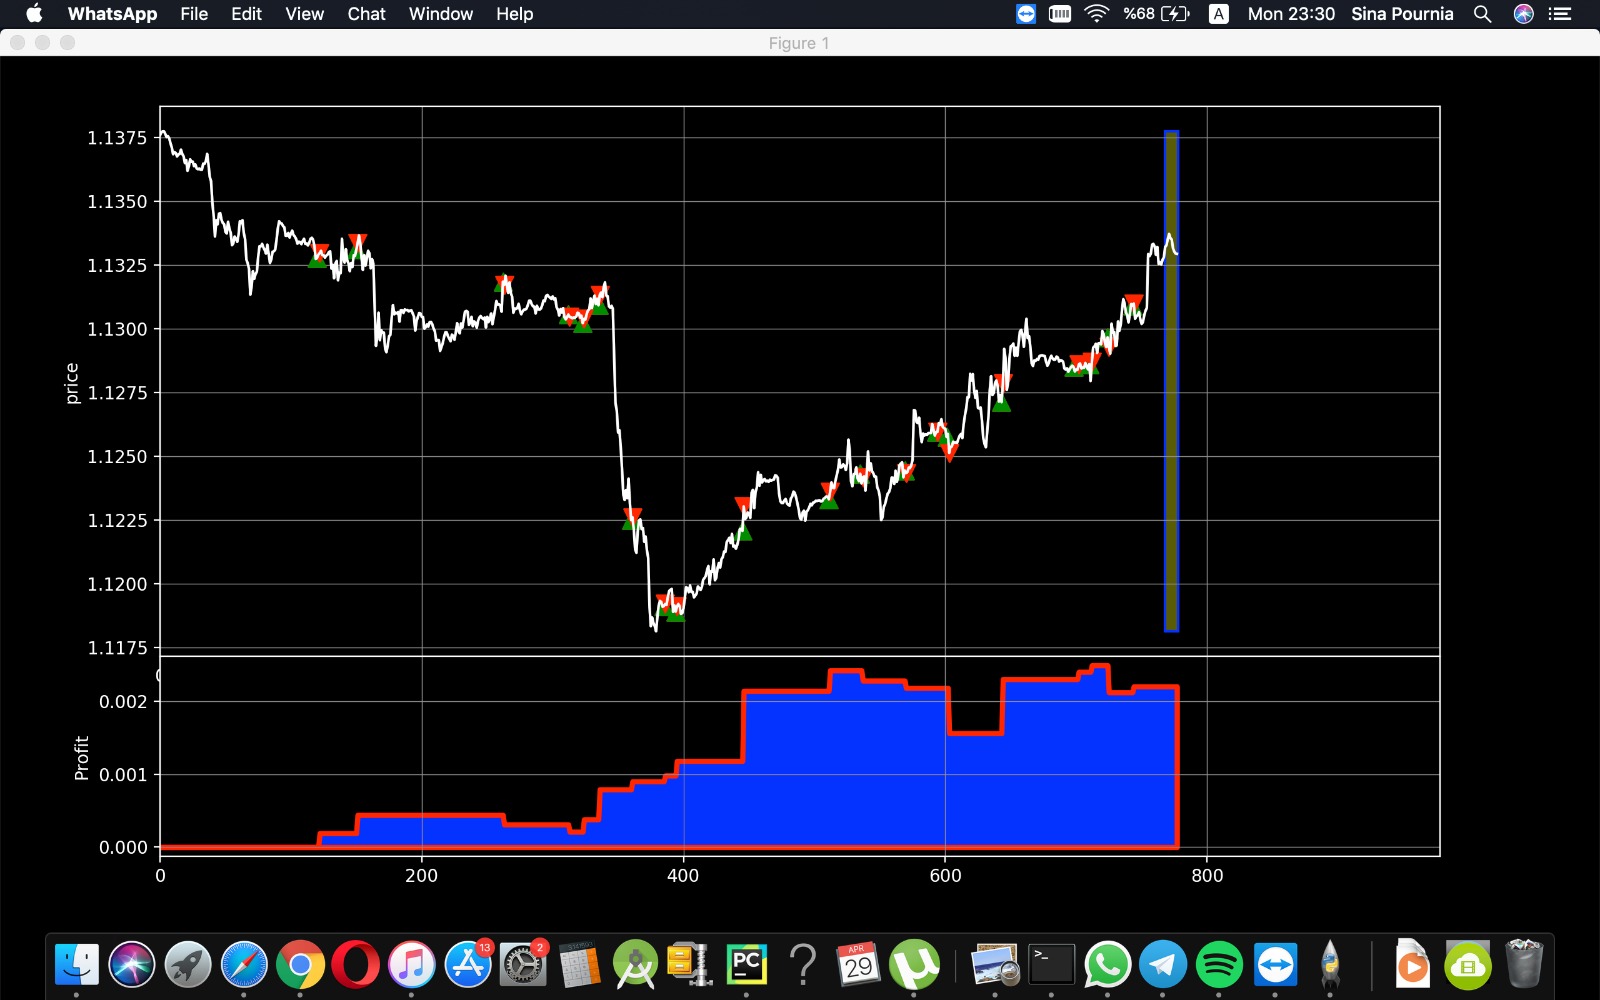 WhatsApp File Edit View Chat Window Help %68 A Mon 23:30 Sina Pournia
Figure 1
1.1375
1.1350
1.1325
1.1300
price
1.1275
1.1250
1.1225
1.1200
1.1175
0.002
Profit
0.001
0.000
0 200 400 600 800
13 2 PC ? APR 29 >_